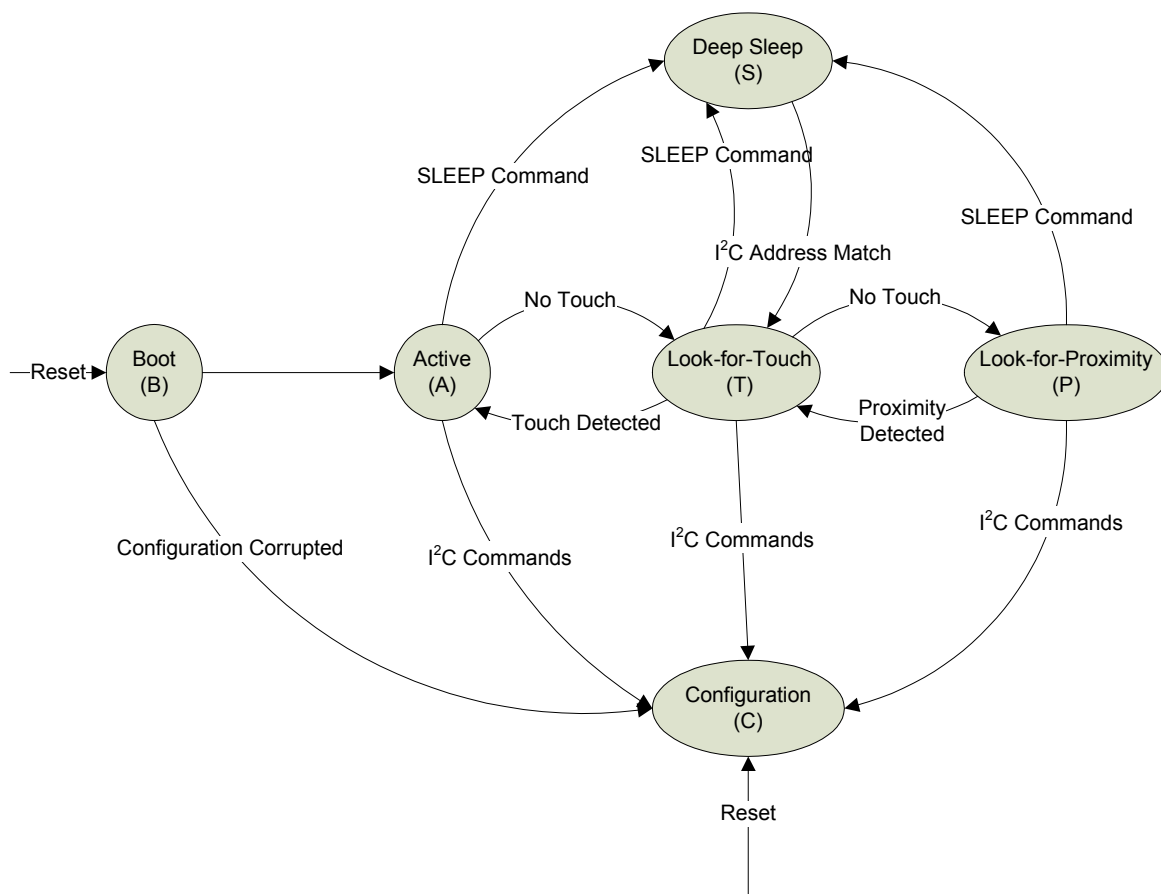 Deep Sleep
(S)
SLEEP Command
SLEEP Command
SLEEP Command
I²C Address Match
No Touch
No Touch
Reset
Boot
(B)
Active
(A)
Look-for-Touch
(T)
Look-for-Proximity
(P)
Touch Detected
Proximity
Detected
Configuration Corrupted
I²C Commands
I²C Commands
I²C Commands
Configuration
(C)
Reset